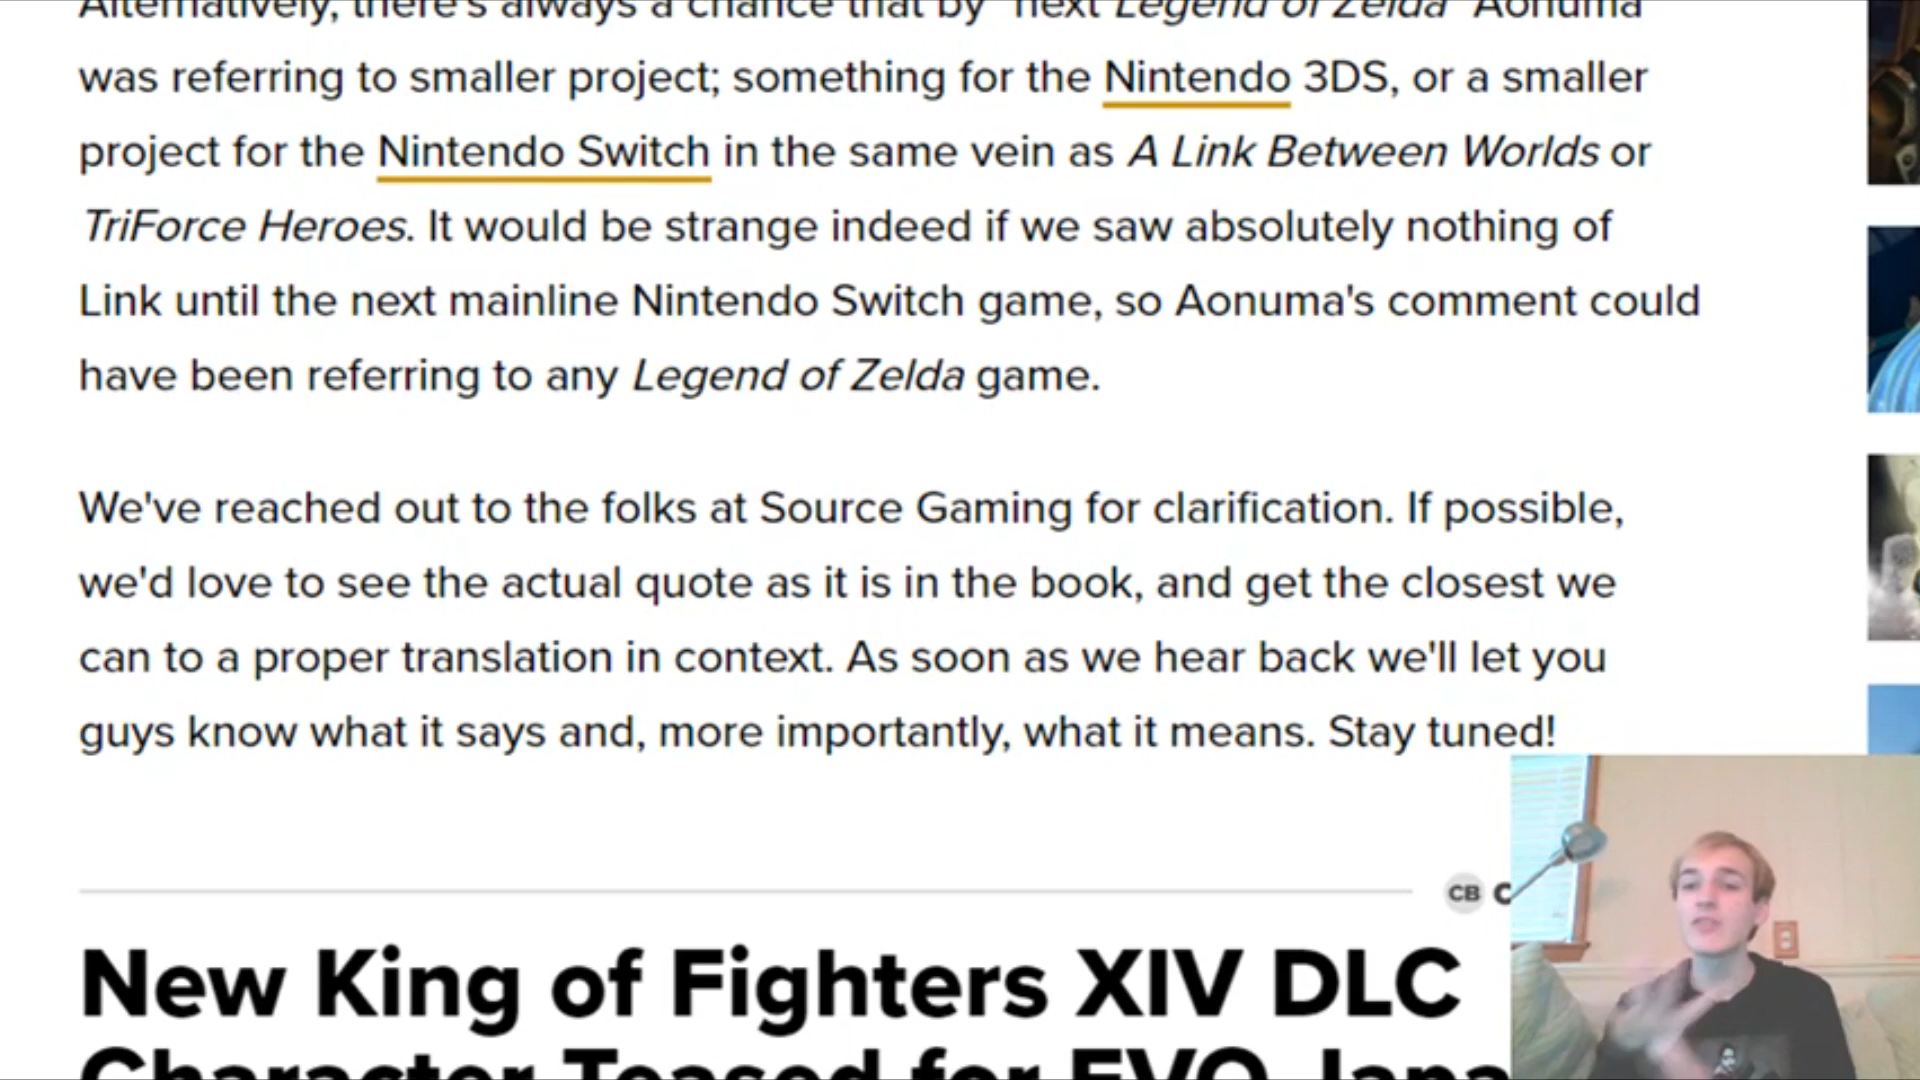 Alternatively, there's always a chance that by "next Legend of Zelda" Aonuma
was referring to smaller project; something for the Nintendo 3DS, or a smaller
project for the Nintendo Switch in the same vein as A Link Between Worlds or
TriForce Heroes. It would be strange indeed if we saw absolutely nothing of
Link until the next mainline Nintendo Switch game, so Aonuma's comment could
have been referring to any Legend of Zelda game.
We've reached out to the folks at Source Gaming for clarification. If possible,
we'd love to see the actual quote as it is in the book, and get the closest we
can to a proper translation in context. As soon as we hear back we'll let you
guys know what it says and, more importantly, what it means. Stay tuned!
CB C
New King of Fighters XIV DLC
Character Teased for EVO Japa